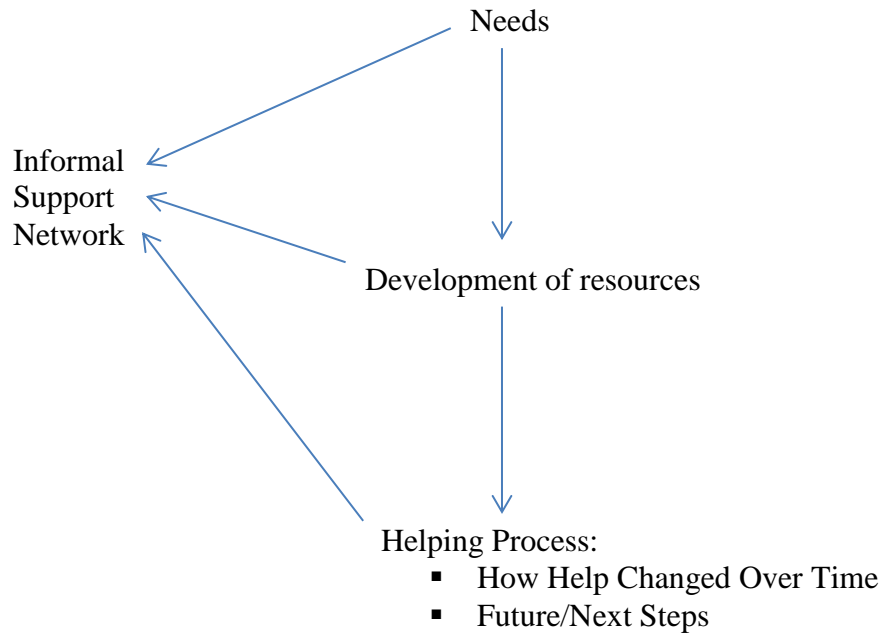 Needs
Informal
Support
Network
Development of resources
Helping Process:
▪ How Help Changed Over Time
▪ Future/Next Steps